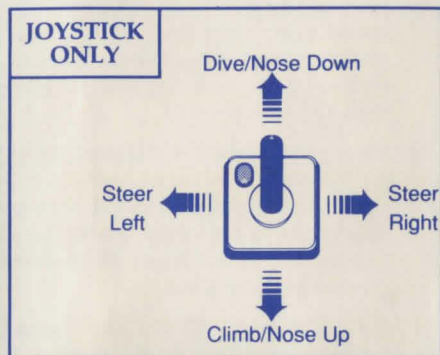 JOYSTICK
ONLY
Dive/Nose Down
Steer
Left
Steer
Right
Climb/Nose Up